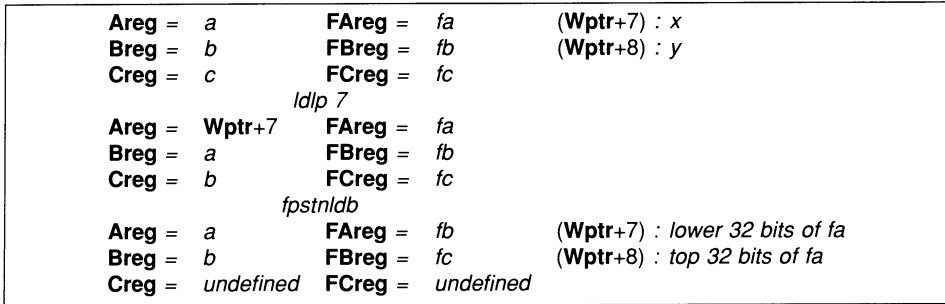 Areg = a FAreg = fa (Wptr+7) : x
Breg = b FBreg = fb (Wptr+8) : y
Creg = c FCreg = fc
ldlp 7
Areg = Wptr+7 FAreg = fa
Breg = a FBreg = fb
Creg = b FCreg = fc
fpstnldb
Areg = a FAreg = fb (Wptr+7) : lower 32 bits of fa
Breg = b FBreg = fc (Wptr+8) : top 32 bits of fa
Creg = undefined FCreg = undefined